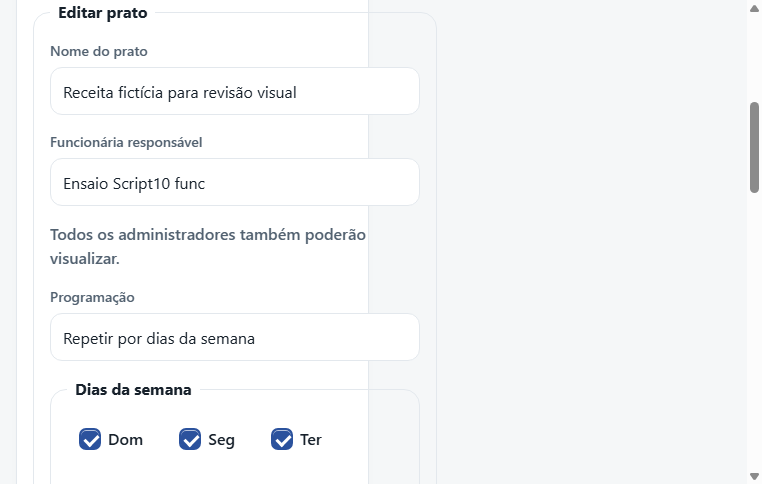 Editar prato
Nome do prato
Receita fictícia para revisão visual
Funcionária responsável
Ensaio Script10 func
Todos os administradores também poderão
visualizar.
Programação
Repetir por dias da semana
Dias da semana
Dom Seg Ter